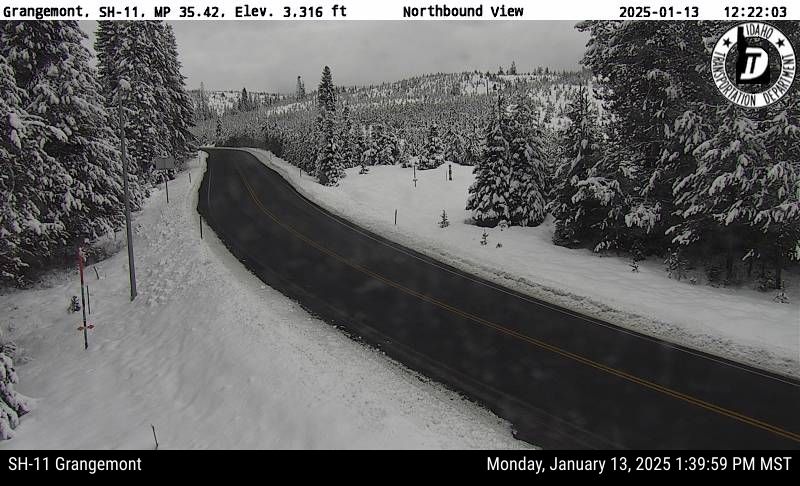 Grangemont, SH-11, MP 35.42, Elev. 3,316 ft Northbound View 2025-01-13 12:22:03
IDAHO
TRANSPORTATION DEPARTMENT
SH-11 Grangemont Monday, January 13, 2025 1:39:59 PM MST